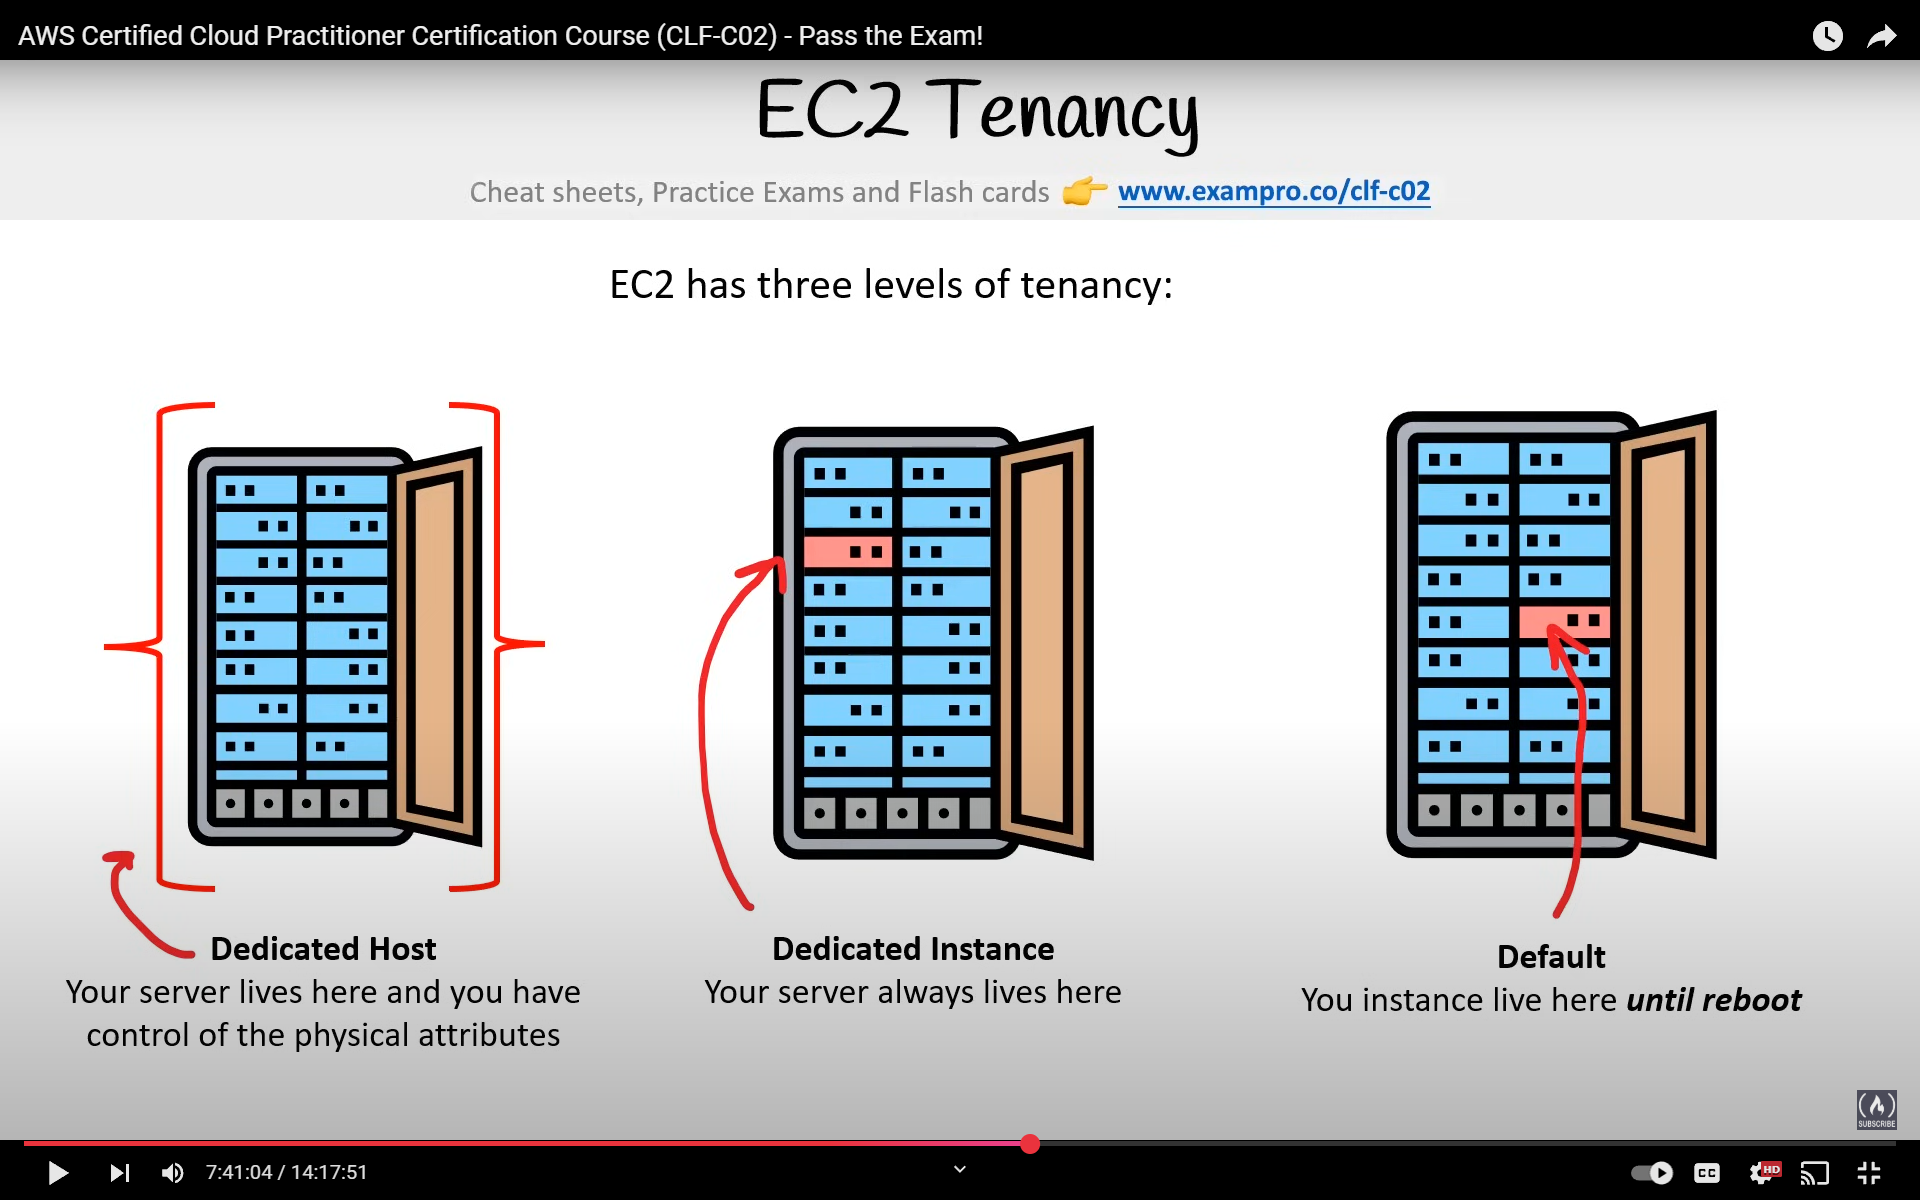 AWS Certified Cloud Practitioner Certification Course (CLF-C02) - Pass the Exam!
EC2 Tenancy
Cheat sheets, Practice Exams and Flash cards 👉 www.exampro.co/clf-c02
EC2 has three levels of tenancy:
Dedicated Host
Your server lives here and you have
control of the physical attributes
Dedicated Instance
Your server always lives here
Default
You instance live here until reboot
SUBSCRIBE
7:41:04 / 14:17:51
CC
HD